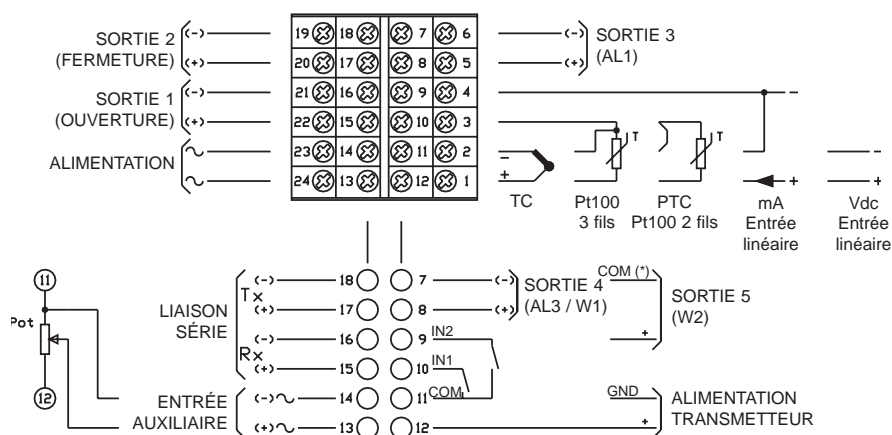 SORTIE 2 (-) 19 18 7 6 (-) SORTIE 3
(FERMETURE) (+) 20 17 8 5 (+) (AL1)
SORTIE 1 (-) 21 16 9 4 -
(OUVERTURE) (+) 22 15 10 3
ALIMENTATION 23 14 11 2 - T T - -
24 13 12 1 + + +
TC Pt100 PTC mA Vdc
3 fils Pt100 2 fils Entrée Entrée
linéaire linéaire
11 Tx (-) 18 7 (-) SORTIE 4 COM (*) SORTIE 5
LIAISON (+) 17 8 (+) (AL3 / W1) (W2)
Pot SÉRIE Rx (-) 16 9 IN2 +
(+) 15 10 IN1
12 ENTRÉE (-) 14 11 COM GND ALIMENTATION
AUXILIAIRE (+) 13 12 + TRANSMETTEUR